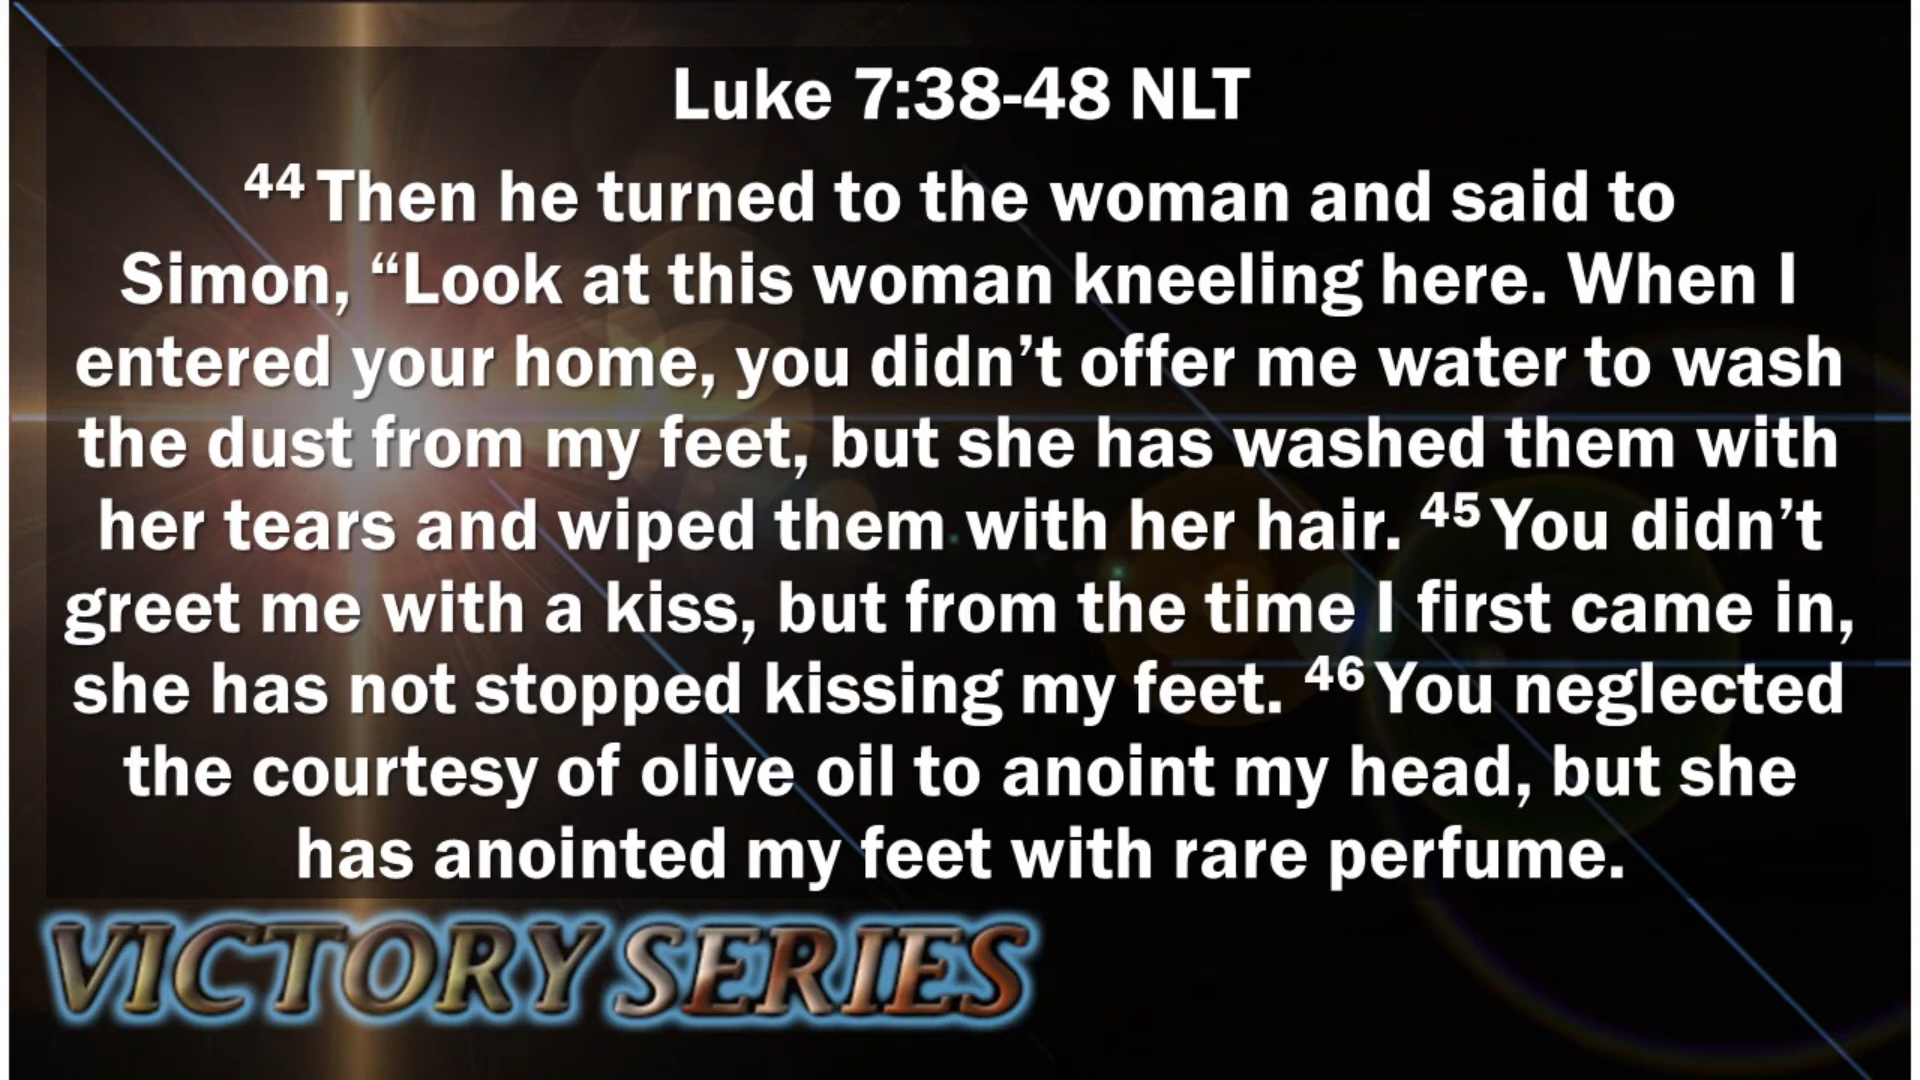 Luke 7:38-48 NLT
44 Then he turned to the woman and said to
Simon, “Look at this woman kneeling here. When I
entered your home, you didn’t offer me water to wash
the dust from my feet, but she has washed them with
her tears and wiped them with her hair. 45 You didn’t
greet me with a kiss, but from the time I first came in,
she has not stopped kissing my feet. 46 You neglected
the courtesy of olive oil to anoint my head, but she
has anointed my feet with rare perfume.
VICTORY SERIES